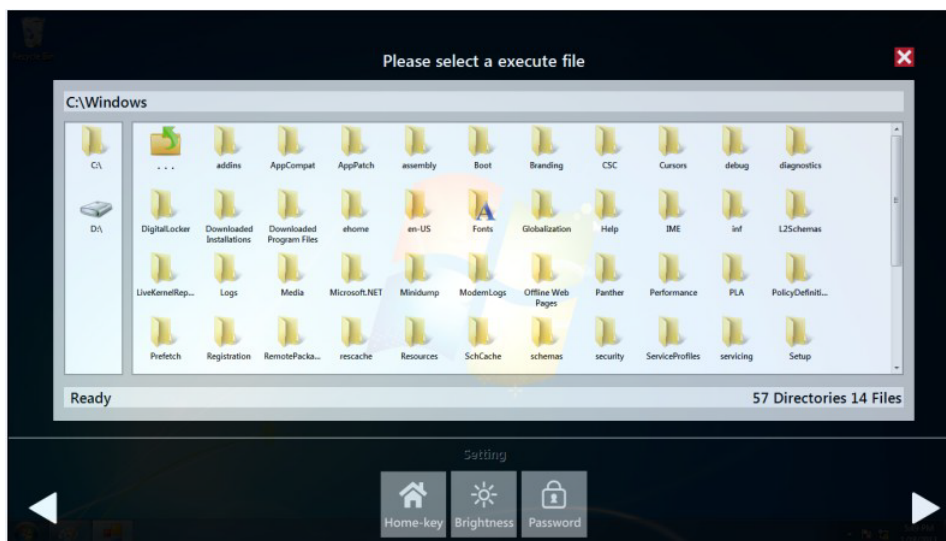 Recycle Bin
Please select a execute file
C:\Windows
C:\
. . .
addins
AppCompat
AppPatch
assembly
Boot
Branding
CSC
Cursors
debug
diagnostics
D:\
DigitalLocker
Downloaded
Installations
Downloaded
Program Files
ehome
en-US
Fonts
Globalization
Help
IME
inf
L2Schemas
LiveKernelRep...
Logs
Media
Microsoft.NET
Minidump
ModemLogs
Offline Web
Pages
Panther
Performance
PLA
PolicyDefiniti...
Prefetch
Registration
RemotePacka...
rescache
Resources
SchCache
schemas
security
ServiceProfiles
servicing
Setup
Ready
57 Directories 14 Files
Setting
Home-key
Brightness
Password